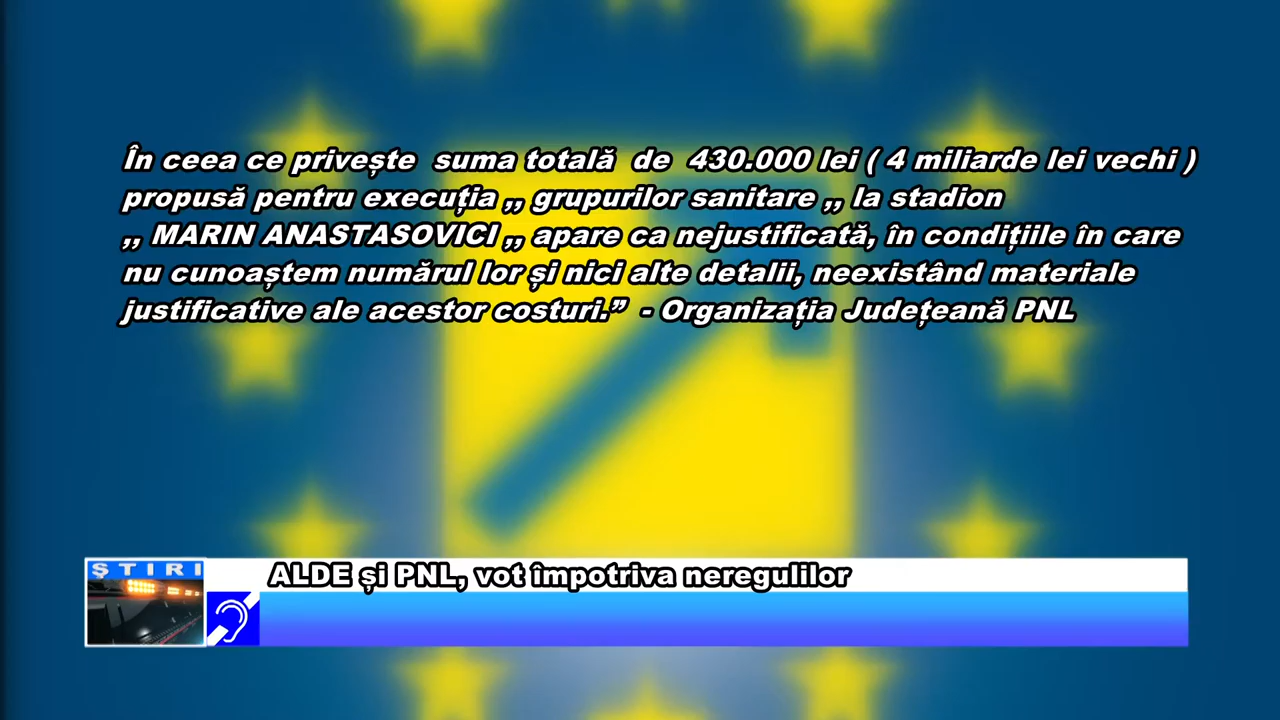 În ceea ce privește  suma totală  de  430.000 lei ( 4 miliarde lei vechi )
propusă pentru execuția ,, grupurilor sanitare ,, la stadion
,, MARIN ANASTASOVICI ,, apare ca nejustificată, în condițiile în care
nu cunoaștem numărul lor și nici alte detalii, neexistând materiale
justificative ale acestor costuri.”  - Organizația Județeană PNL
ȘTIRI
ALDE și PNL, vot împotriva neregulilor